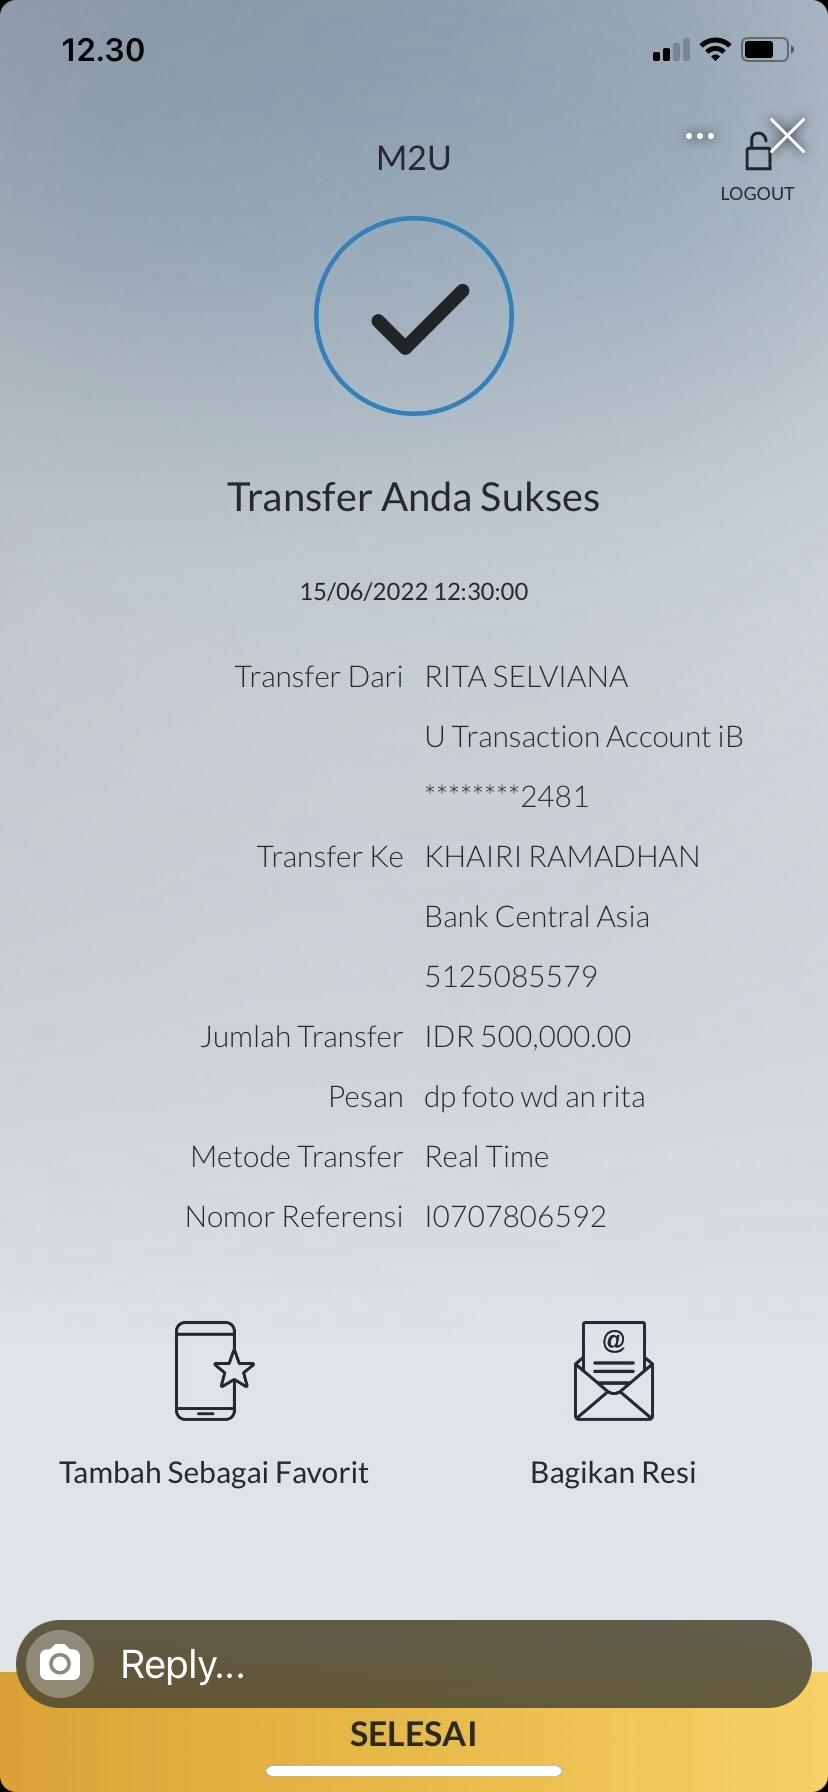 12.30
M2U
LOGOUT
Transfer Anda Sukses
15/06/2022 12:30:00
Transfer Dari RITA SELVIANA
U Transaction Account iB
********2481
Transfer Ke KHAIRI RAMADHAN
Bank Central Asia
5125085579
Jumlah Transfer IDR 500,000.00
Pesan dp foto wd an rita
Metode Transfer Real Time
Nomor Referensi I0707806592
@
Tambah Sebagai Favorit Bagikan Resi
Reply...
SELESAI